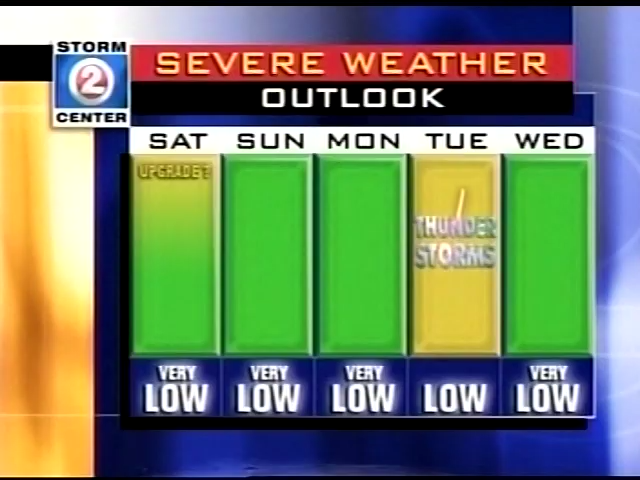 STORM
2
CENTER
SEVERE WEATHER
OUTLOOK
SAT SUN MON TUE WED
UPGRADE?
THUNDER
STORMS
VERY LOW
VERY LOW
VERY LOW
LOW
VERY LOW